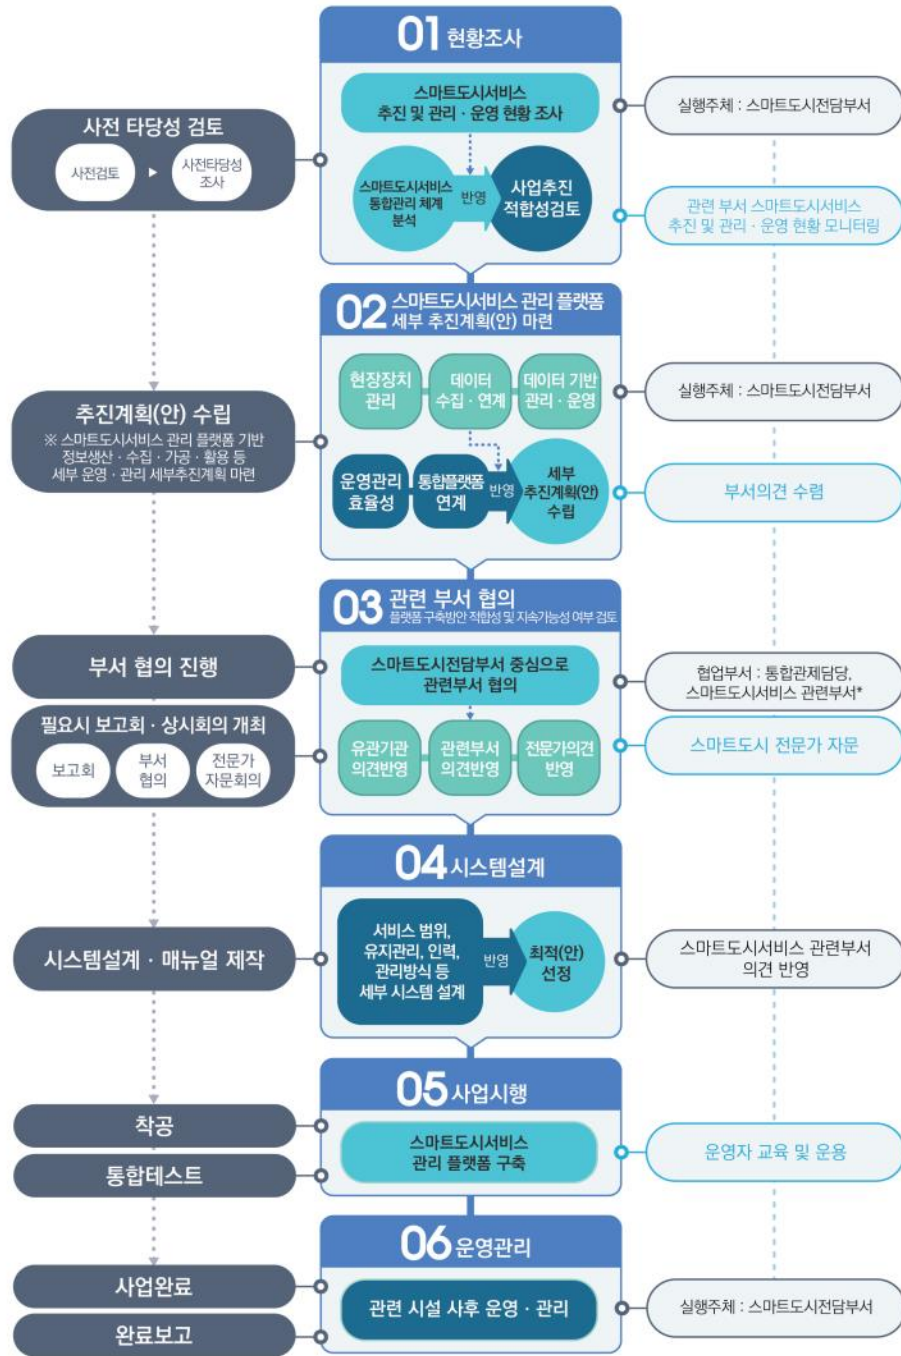 01 현황조사
스마트도시서비스
추진 및 관리 · 운영 현황 조사
스마트도시서비스
통합관리 체계
분석
반영
사업추진
적합성검토
사전 타당성 검토
사전검토
사전타당성
조사
실행주체 : 스마트도시전담부서
관련 부서 스마트도시서비스
추진 및 관리 · 운영 현황 모니터링
02 스마트도시서비스 관리 플랫폼
세부 추진계획(안) 마련
현장장치
관리
데이터
수집 · 연계
데이터 기반
관리 · 운영
운영관리
효율성
통합플랫폼
연계
반영
세부
추진계획(안)
수립
추진계획(안) 수립
※ 스마트도시서비스 관리 플랫폼 기반
정보생산 · 수집 · 가공 · 활용 등
세부 운영 · 관리 세부추진계획 마련
실행주체 : 스마트도시전담부서
부서의견 수렴
03 관련 부서 협의
플랫폼 구축방안 적합성 및 지속가능성 여부 검토
스마트도시전담부서 중심으로
관련부서 협의
유관기관
의견반영
관련부서
의견반영
전문가의견
반영
부서 협의 진행
필요시 보고회 · 상시회의 개최
보고회
부서
협의
전문가
자문회의
협업부서 : 통합관제담당,
스마트도시서비스 관련부서*
스마트도시 전문가 자문
04 시스템설계
서비스 범위,
유지관리, 인력,
관리방식 등
세부 시스템 설계
반영
최적(안)
선정
시스템설계 · 매뉴얼 제작
스마트도시서비스 관련부서
의견 반영
05 사업시행
스마트도시서비스
관리 플랫폼 구축
착공
통합테스트
운영자 교육 및 운용
06 운영관리
관련 시설 사후 운영 · 관리
사업완료
완료보고
실행주체 : 스마트도시전담부서